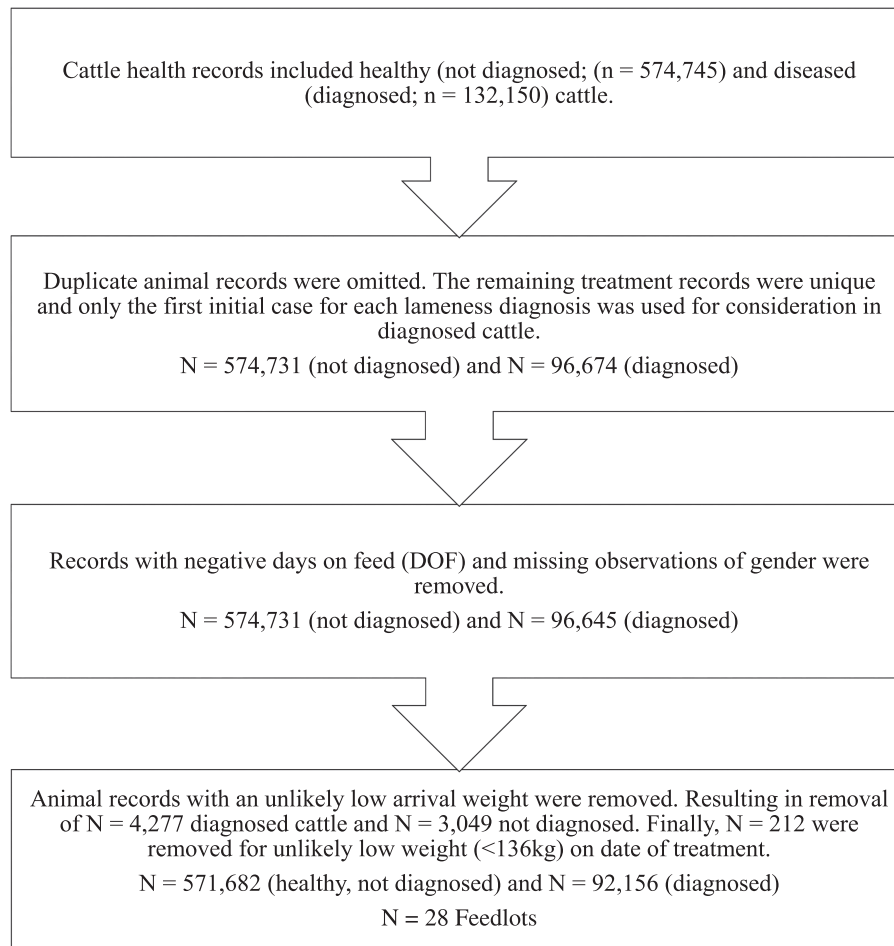 Cattle health records included healthy (not diagnosed; (n = 574,745) and diseased
(diagnosed; n = 132,150) cattle.
Duplicate animal records were omitted. The remaining treatment records were unique
and only the first initial case for each lameness diagnosis was used for consideration in
diagnosed cattle.
N = 574,731 (not diagnosed) and N = 96,674 (diagnosed)
Records with negative days on feed (DOF) and missing observations of gender were
removed.
N = 574,731 (not diagnosed) and N = 96,645 (diagnosed)
Animal records with an unlikely low arrival weight were removed. Resulting in removal
of N = 4,277 diagnosed cattle and N = 3,049 not diagnosed. Finally, N = 212 were
removed for unlikely low weight (<136kg) on date of treatment.
N = 571,682 (healthy, not diagnosed) and N = 92,156 (diagnosed)
N = 28 Feedlots